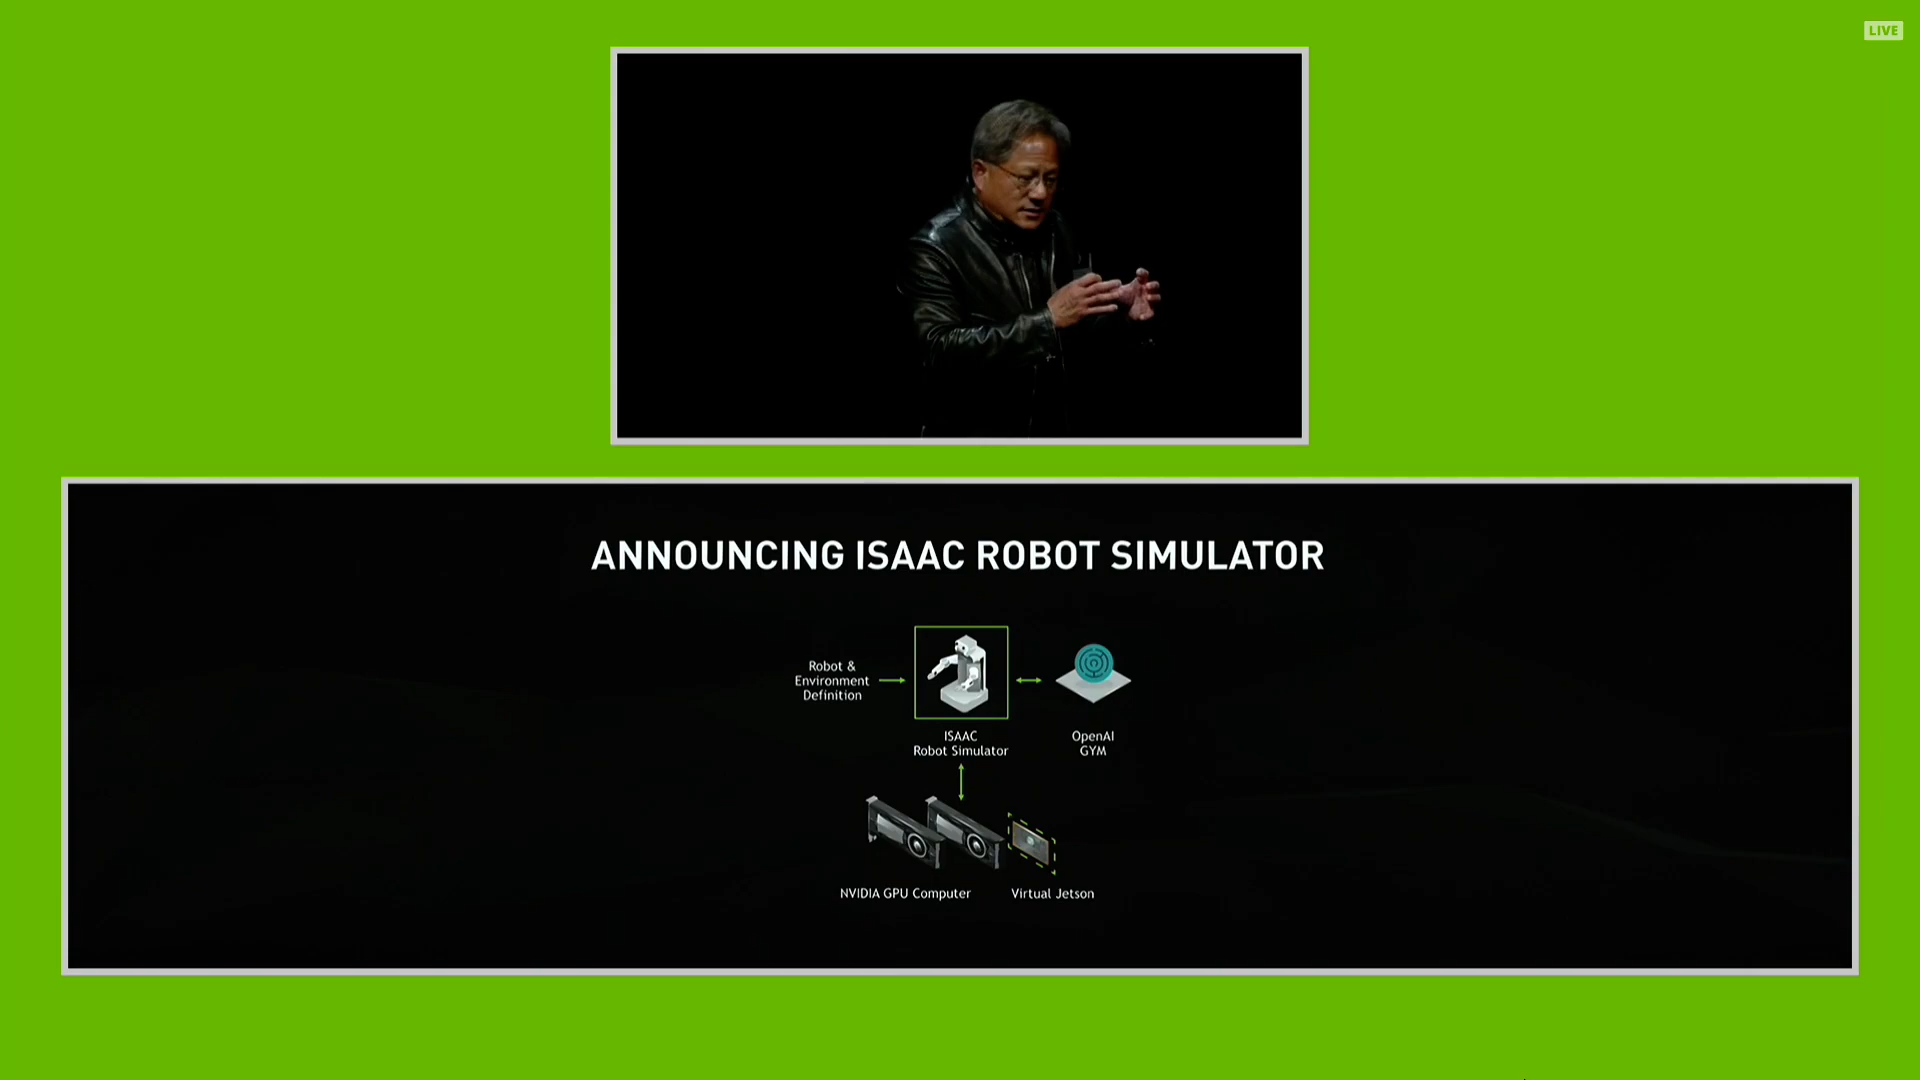 LIVE
ANNOUNCING ISAAC ROBOT SIMULATOR
Robot &
Environment
Definition
ISAAC
Robot Simulator
OpenAI
GYM
NVIDIA GPU Computer
Virtual Jetson